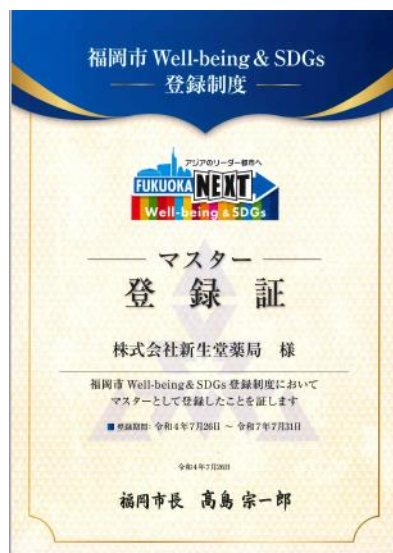 福岡市 Well-being & SDGs
登録制度
アジアのリーダー都市へ
FUKUOKA NEXT
Well-being & SDGs
マスター
登録証
株式会社新生堂薬局 様
福岡市 Well-being & SDGs 登録制度において
マスターとして登録したことを証します
■ 登録期間: 令和4年7月26日 ～ 令和7年7月31日
令和4年7月26日
福岡市長 高島 宗一郎